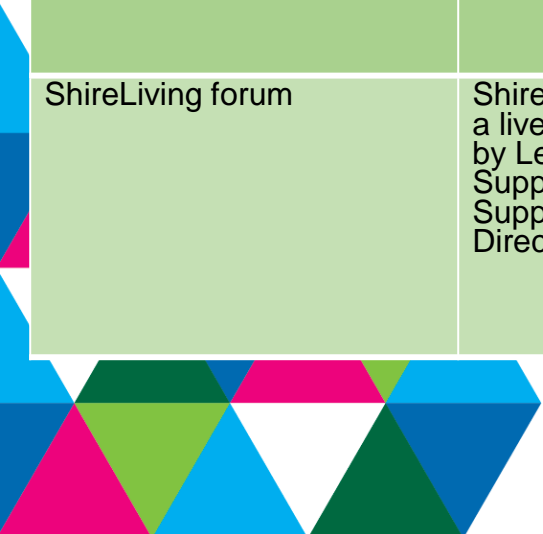 ShireLiving forum
Shire
a live
by Le
Supp
Supp
Direc